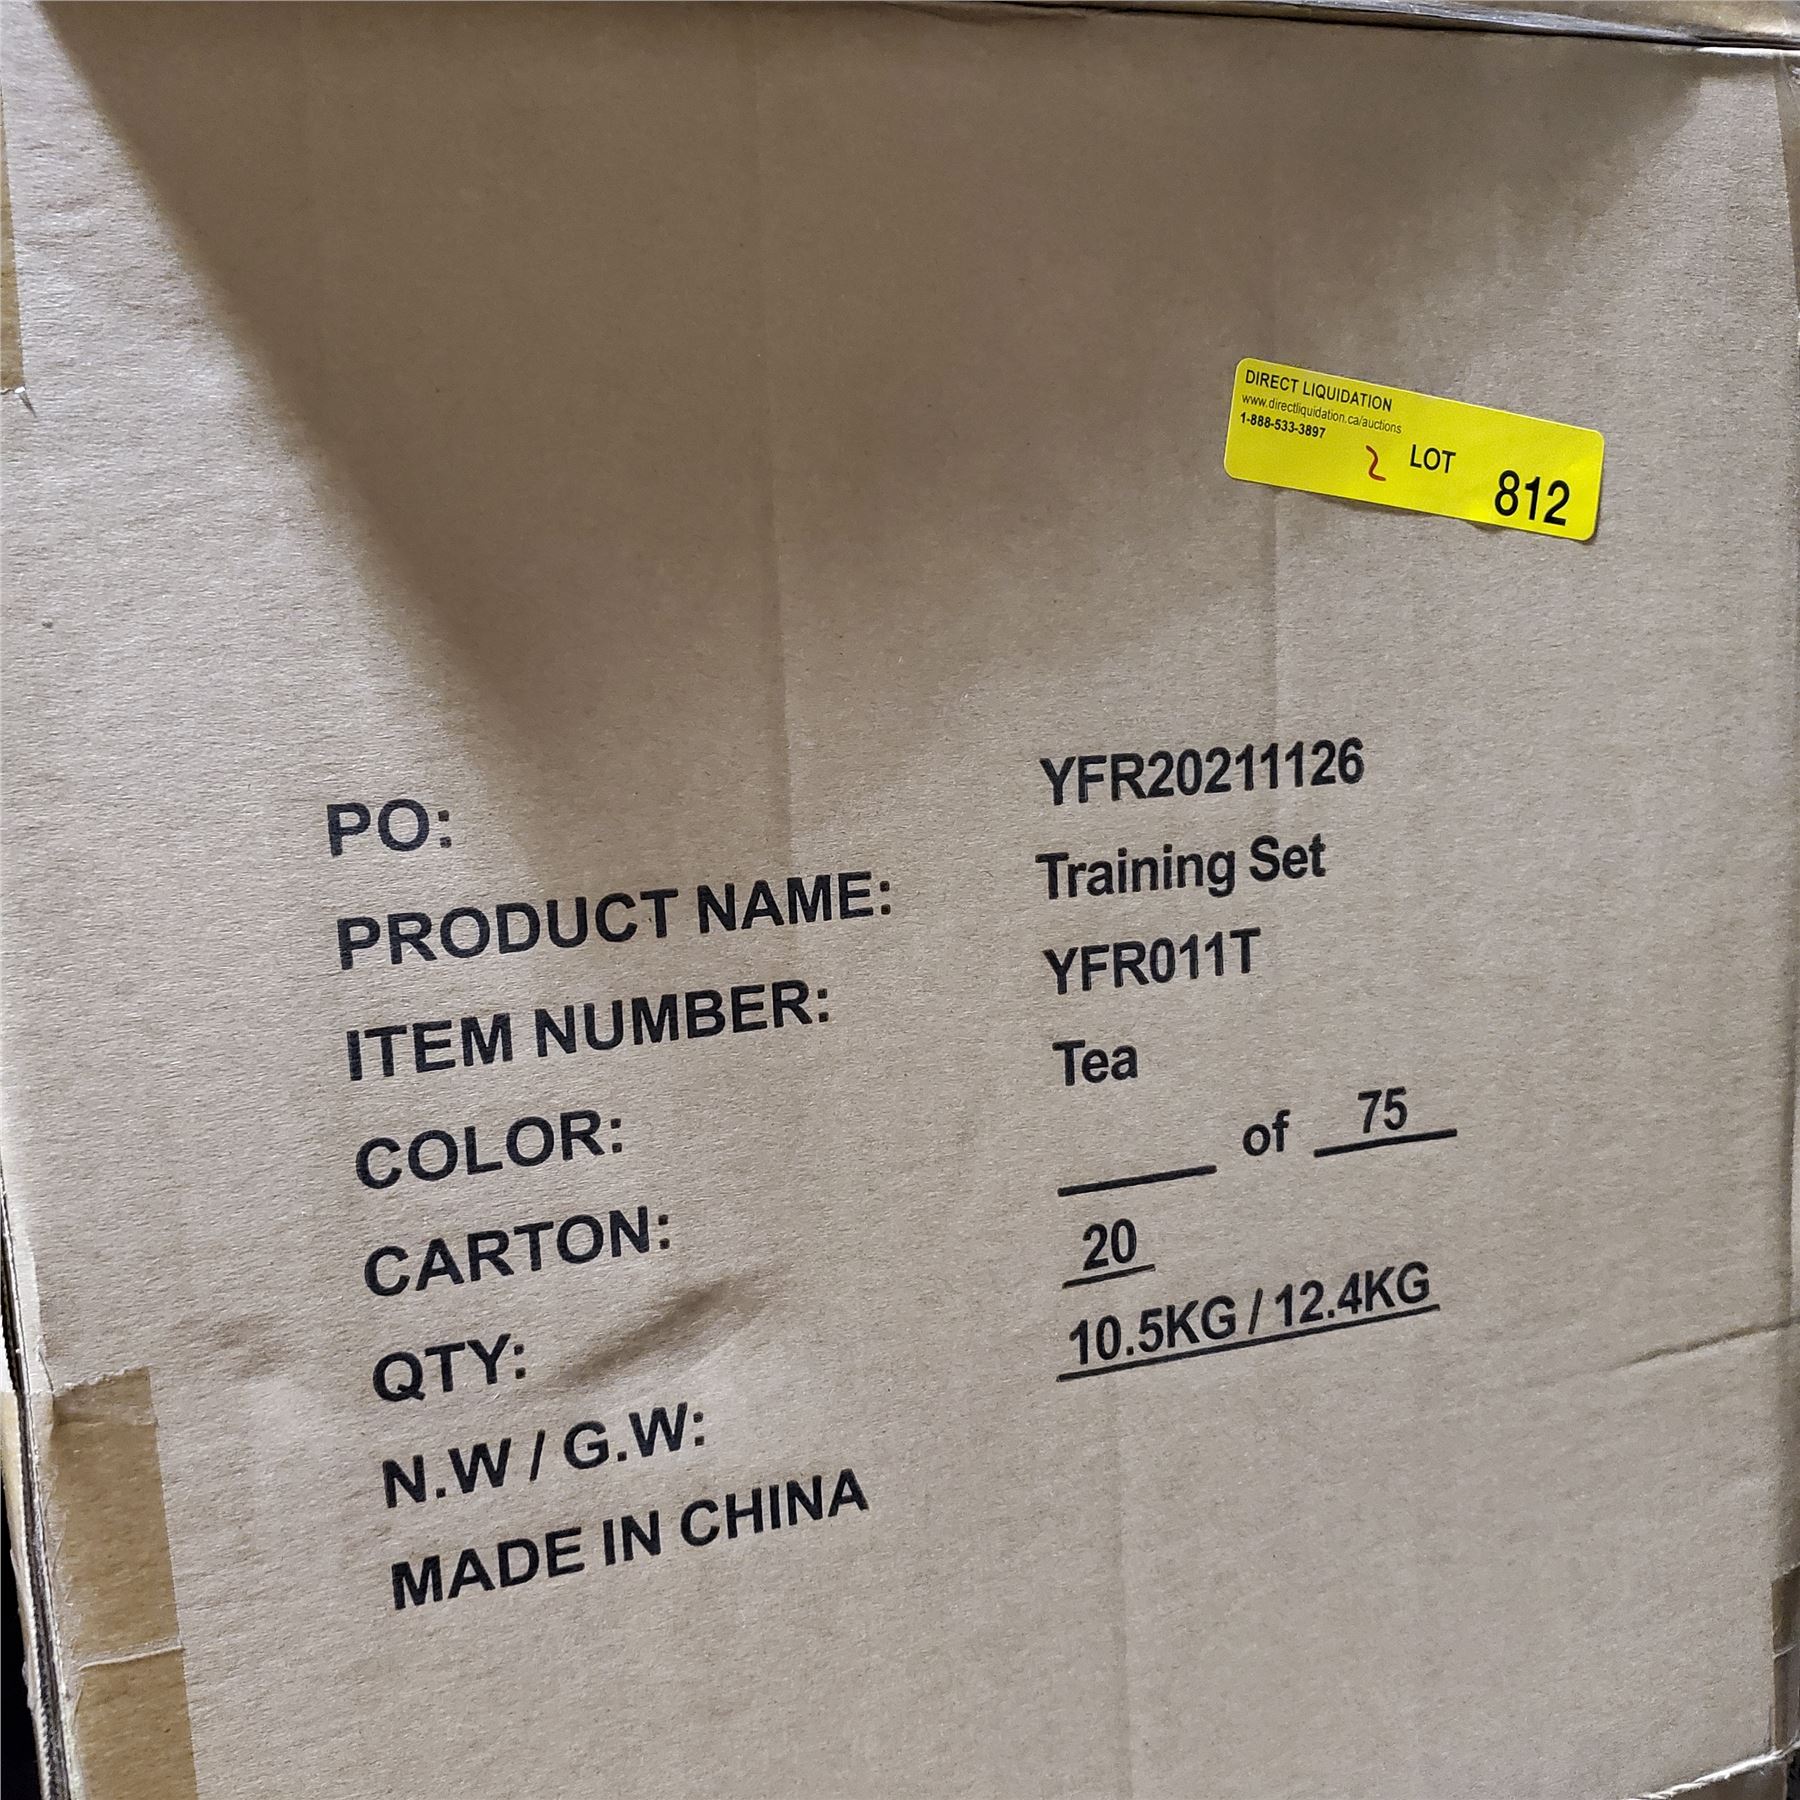 DIRECT LIQUIDATION
www.directliquidation.ca/auctions
1-888-533-3897
2 LOT 812
PO: YFR20211126
PRODUCT NAME: Training Set
ITEM NUMBER: YFR011T
COLOR: Tea
CARTON: ____ of 75
QTY: 20
N.W / G.W: 10.5KG / 12.4KG
MADE IN CHINA